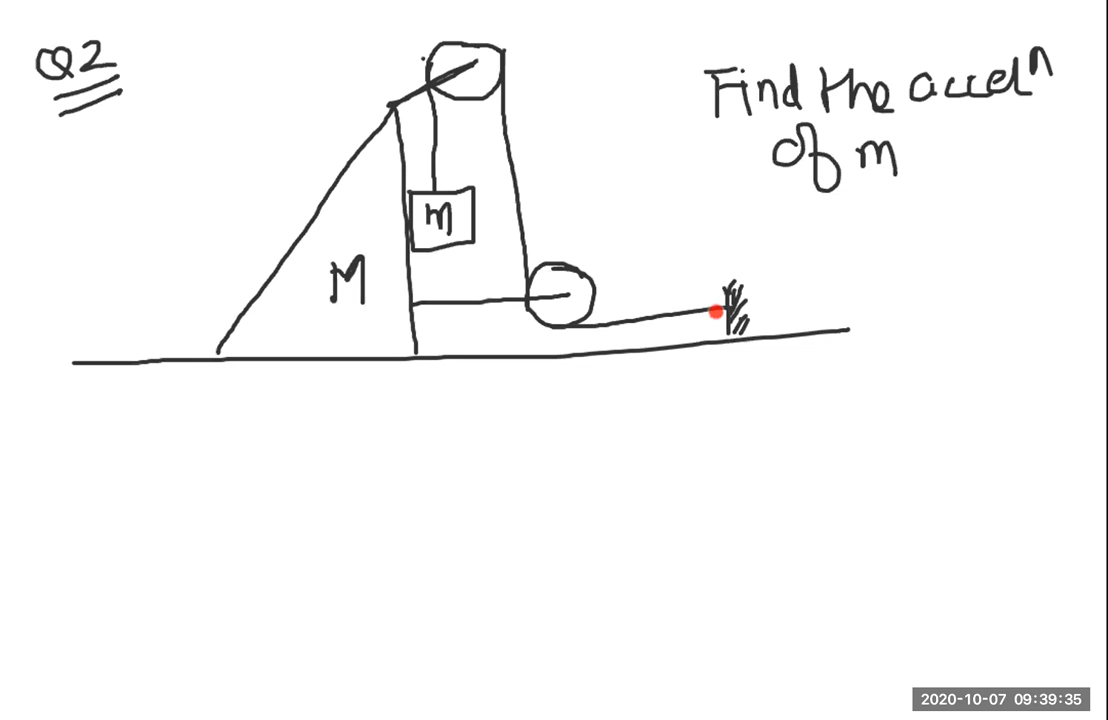 Q2
Find the accelⁿ
of m
m
M
2020-10-07 09:39:35